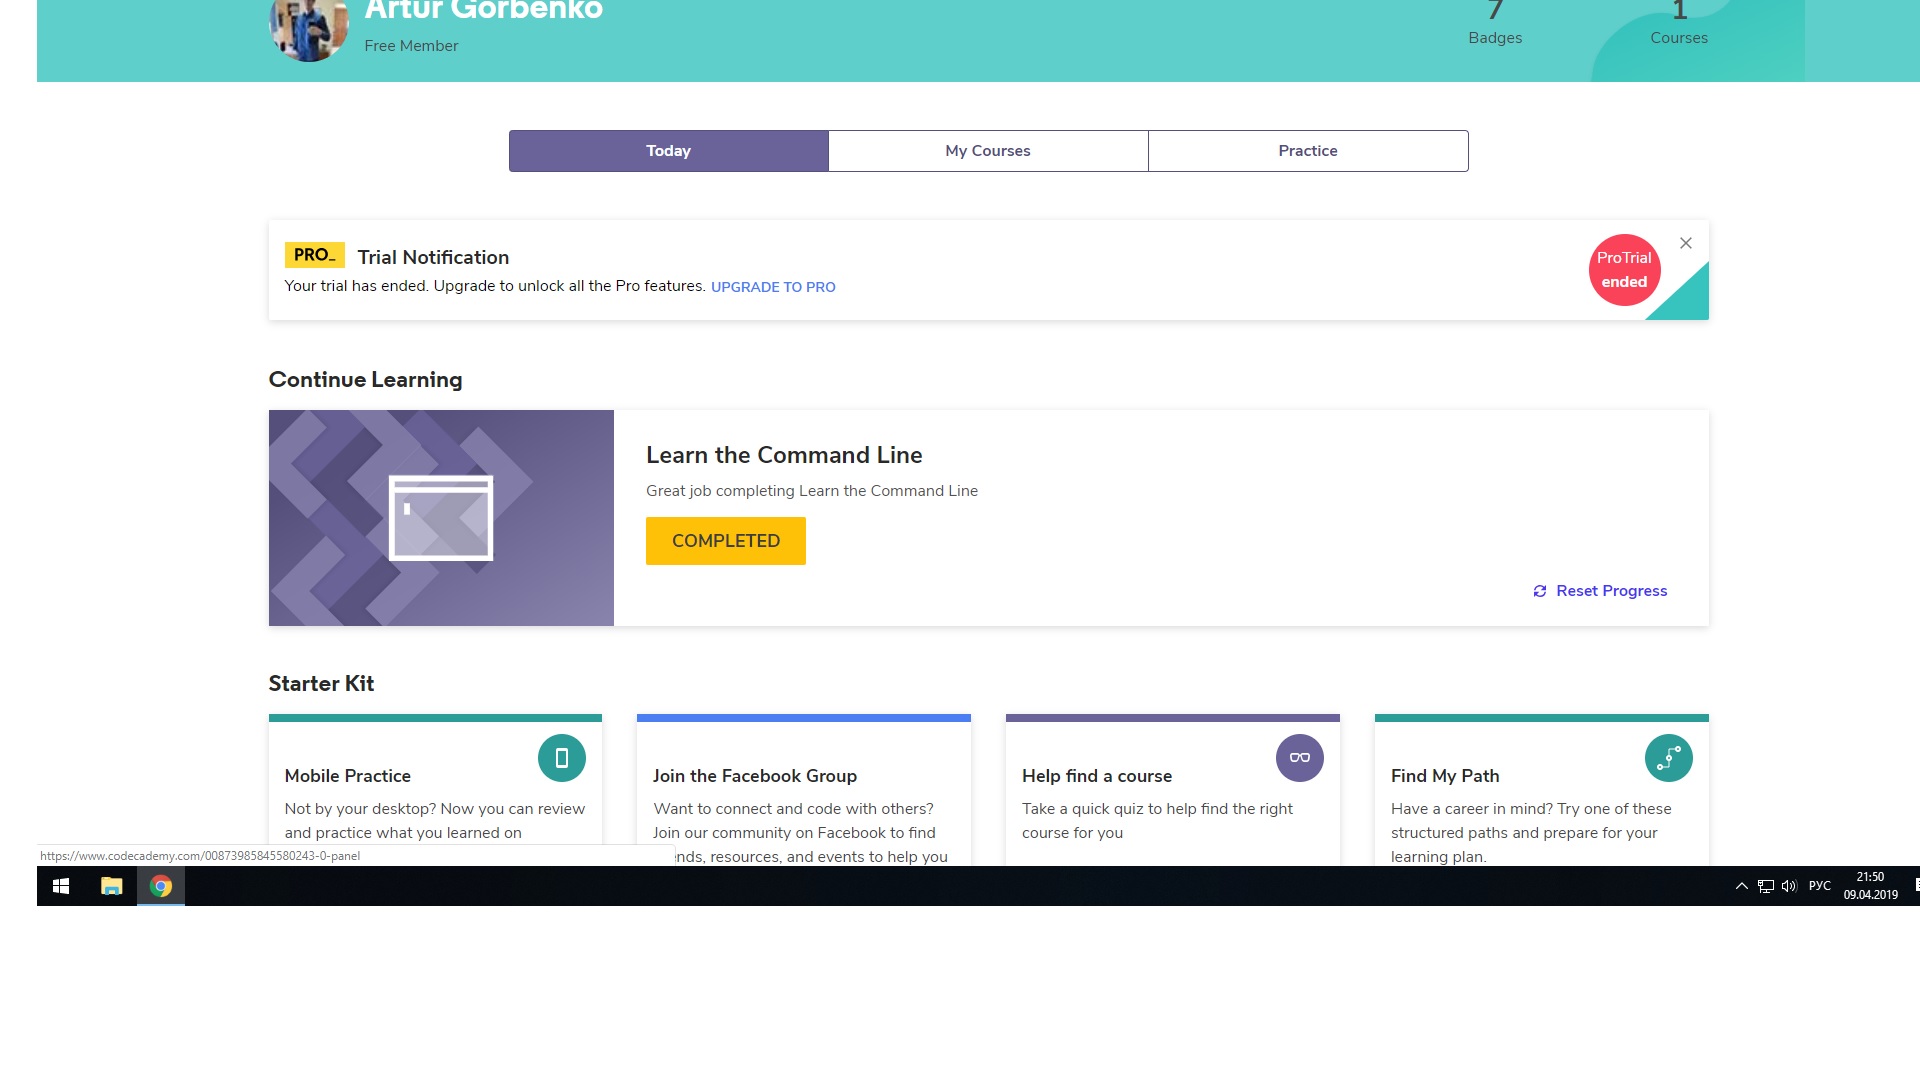 Artur Gorbenko
Free Member
7
Badges
1
Courses
Today
My Courses
Practice
PRO_ Trial Notification
Your trial has ended. Upgrade to unlock all the Pro features. UPGRADE TO PRO
ProTrial
ended
Continue Learning
Learn the Command Line
Great job completing Learn the Command Line
COMPLETED
Reset Progress
Starter Kit
Mobile Practice
Not by your desktop? Now you can review
and practice what you learned on
Join the Facebook Group
Want to connect and code with others?
Join our community on Facebook to find
ends, resources, and events to help you
Help find a course
Take a quick quiz to help find the right
course for you
Find My Path
Have a career in mind? Try one of these
structured paths and prepare for your
learning plan.
https://www.codecademy.com/00873985845580243-0-panel
РУС
21:50
09.04.2019